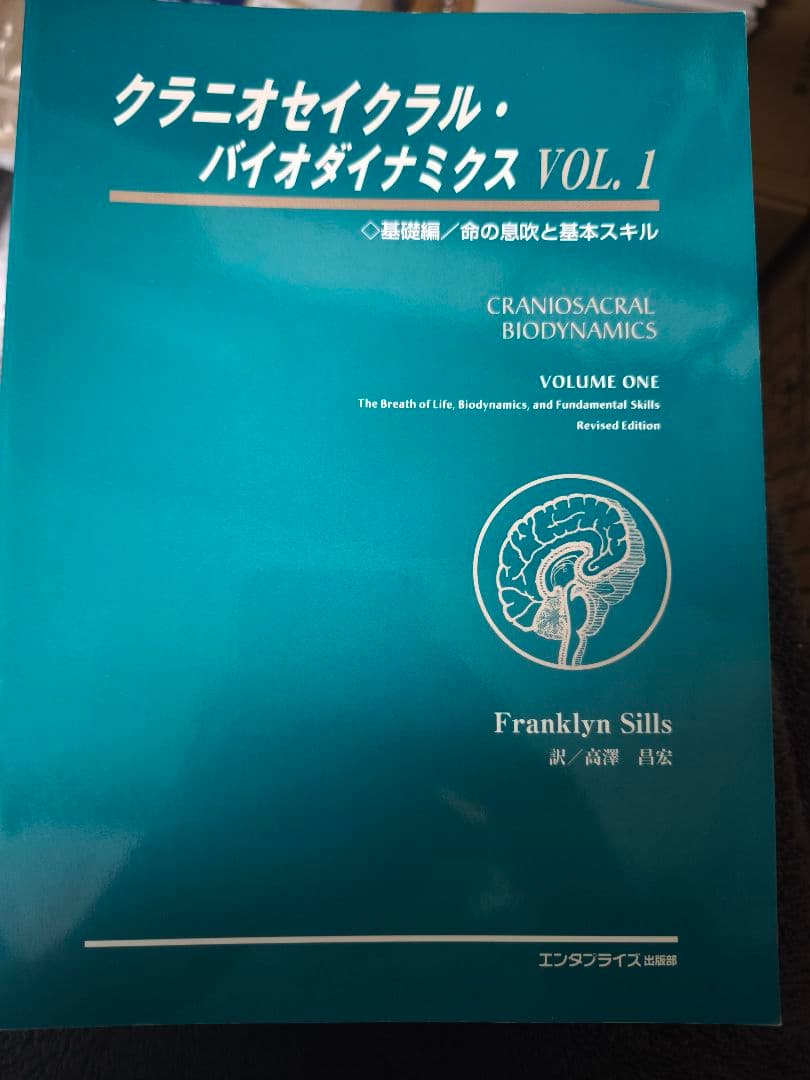 クラニオセイクラル・
バイオダイナミクス VOL. 1
◇基礎編／命の息吹と基本スキル
CRANIOSACRAL
BIODYNAMICS
VOLUME ONE
The Breath of Life, Biodynamics, and Fundamental Skills
Revised Edition
Franklyn Sills
訳／高澤　昌宏
エンタプライズ出版部